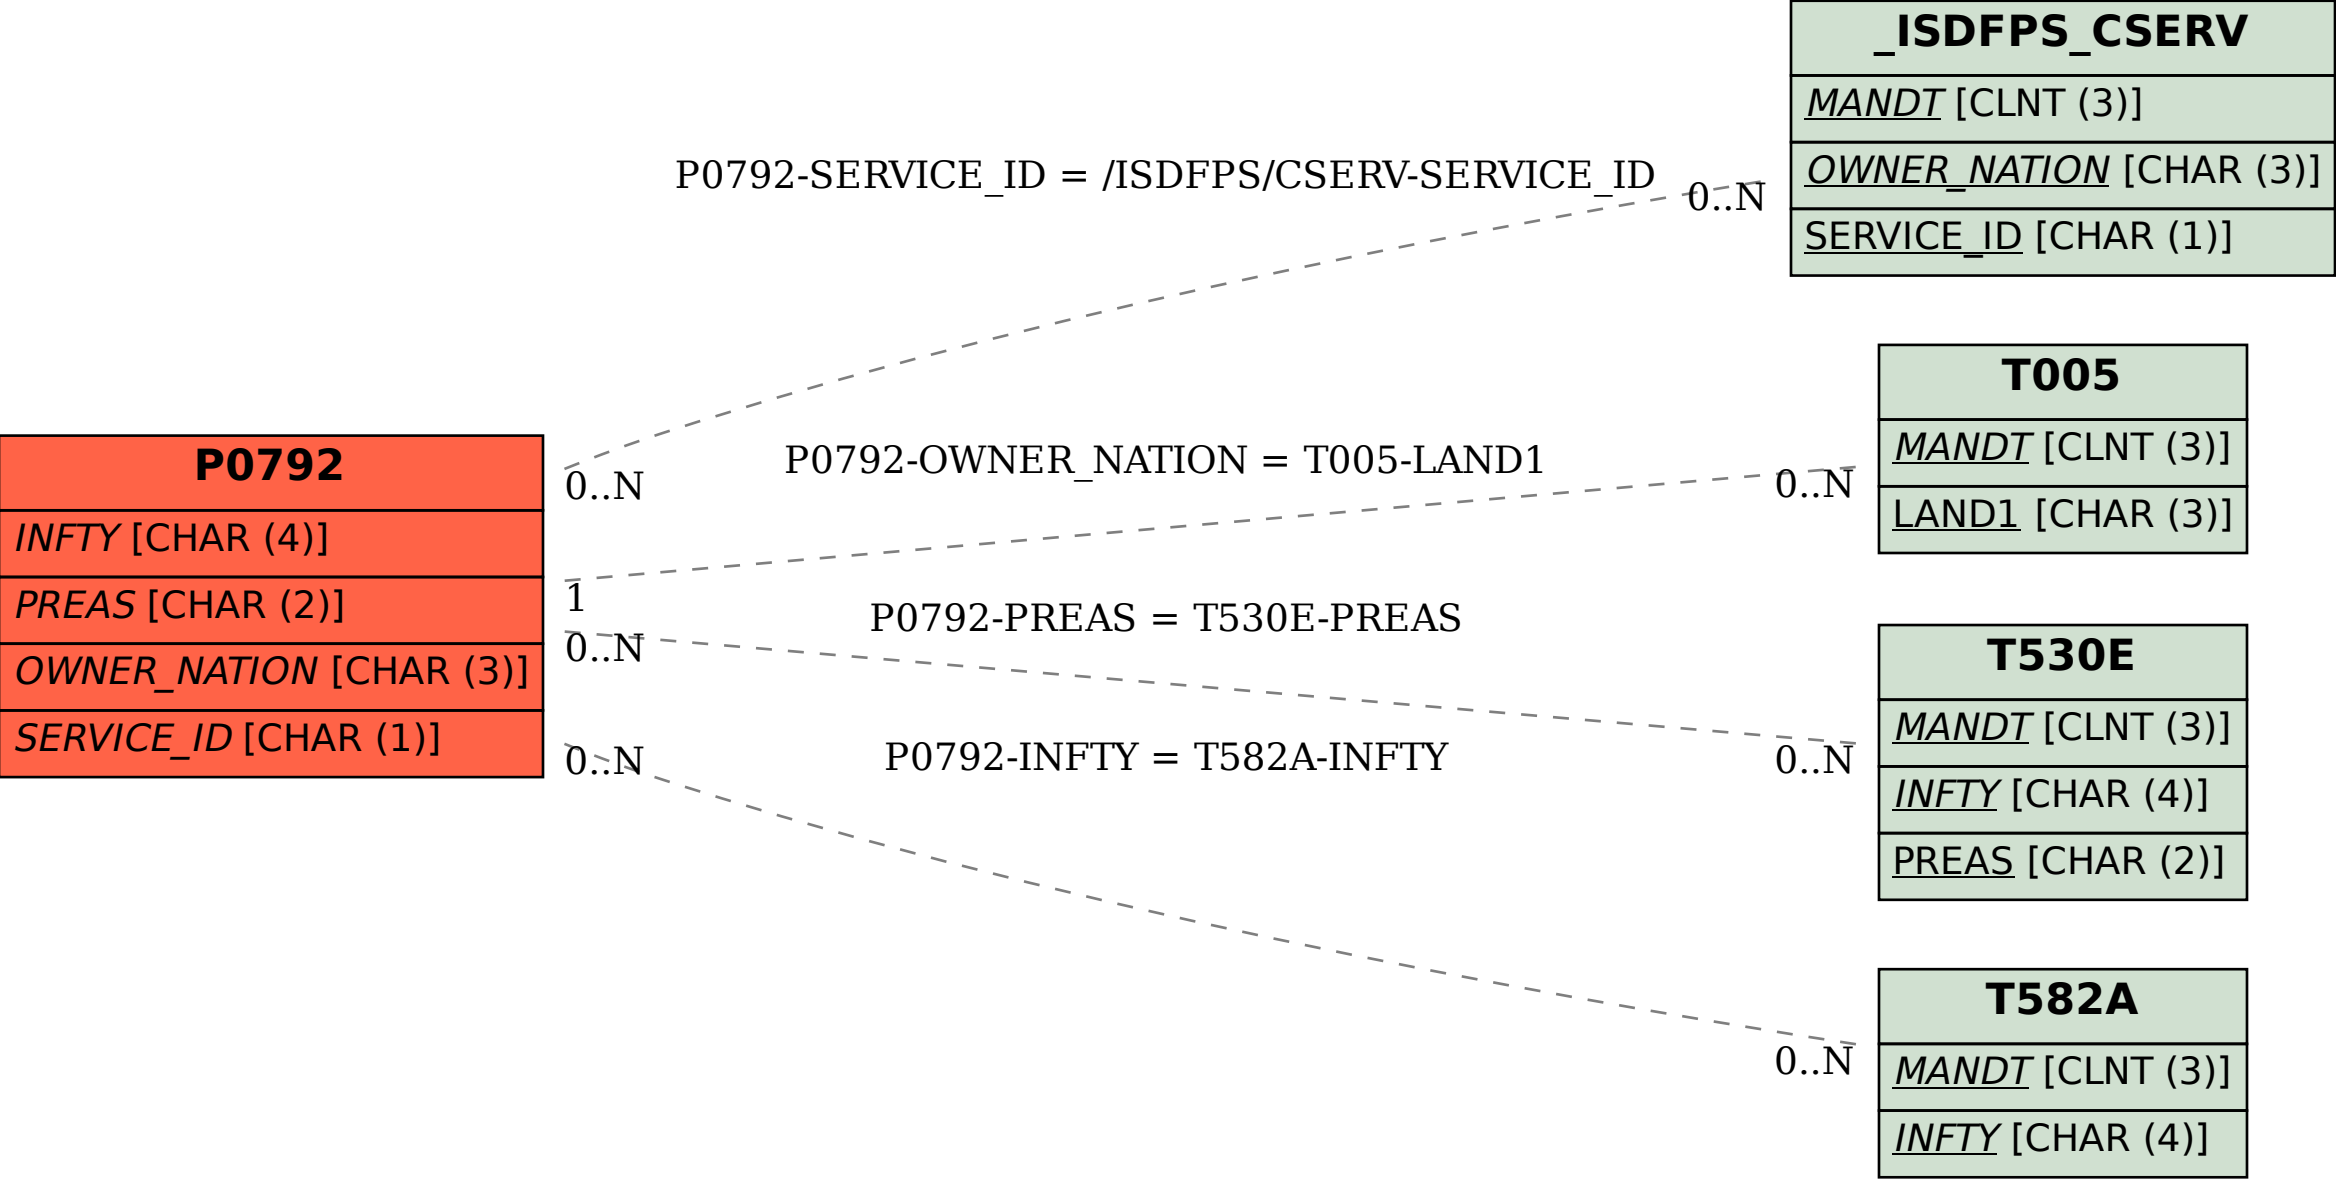 _ISDFPS_CSERV
MANDT [CLNT (3)]
OWNER_NATION [CHAR (3)]
SERVICE_ID [CHAR (1)]
P0792-SERVICE_ID = /ISDFPS/CSERV-SERVICE_ID
0..N
0..N
T005
MANDT [CLNT (3)]
LAND1 [CHAR (3)]
P0792-OWNER_NATION = T005-LAND1
0..N
1
P0792
INFTY [CHAR (4)]
PREAS [CHAR (2)]
OWNER_NATION [CHAR (3)]
SERVICE_ID [CHAR (1)]
P0792-PREAS = T530E-PREAS
0..N
0..N
T530E
MANDT [CLNT (3)]
INFTY [CHAR (4)]
PREAS [CHAR (2)]
P0792-INFTY = T582A-INFTY
0..N
0..N
T582A
MANDT [CLNT (3)]
INFTY [CHAR (4)]